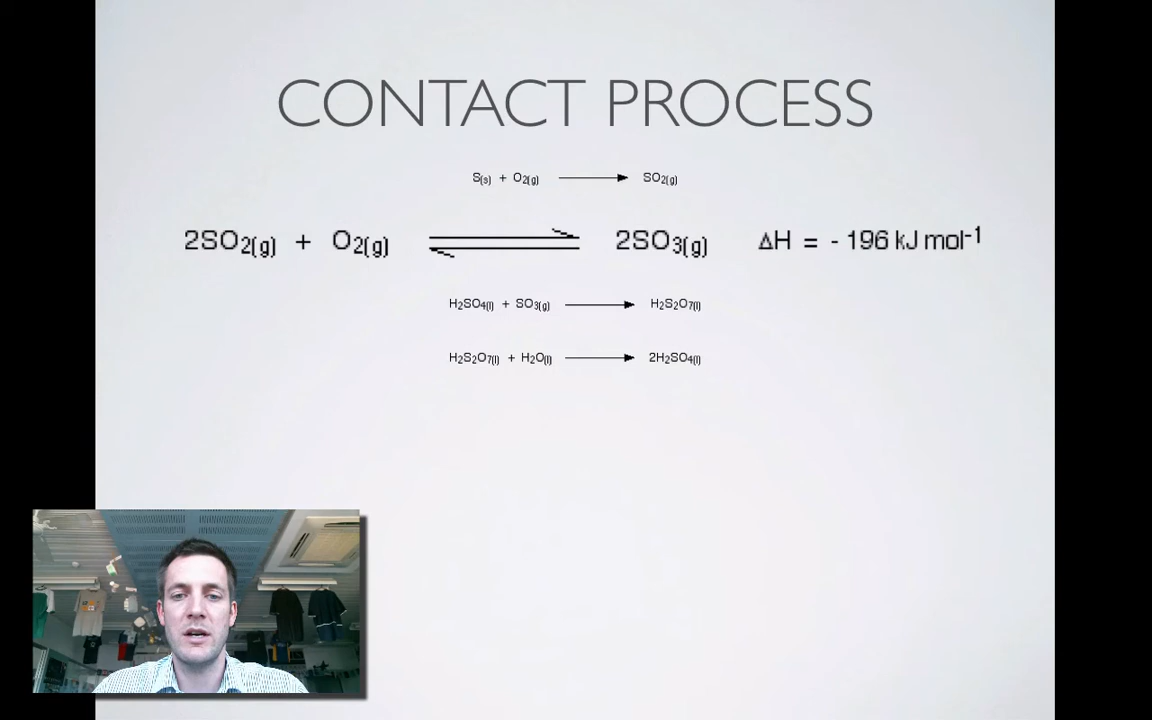 CONTACT PROCESS
S(s) + O2(g) ⟶ SO2(g)
2SO2(g) + O2(g) ⇌ 2SO3(g) ΔH = - 196 kJ mol-1
H2SO4(l) + SO3(g) ⟶ H2S2O7(l)
H2S2O7(l) + H2O(l) ⟶ 2H2SO4(l)